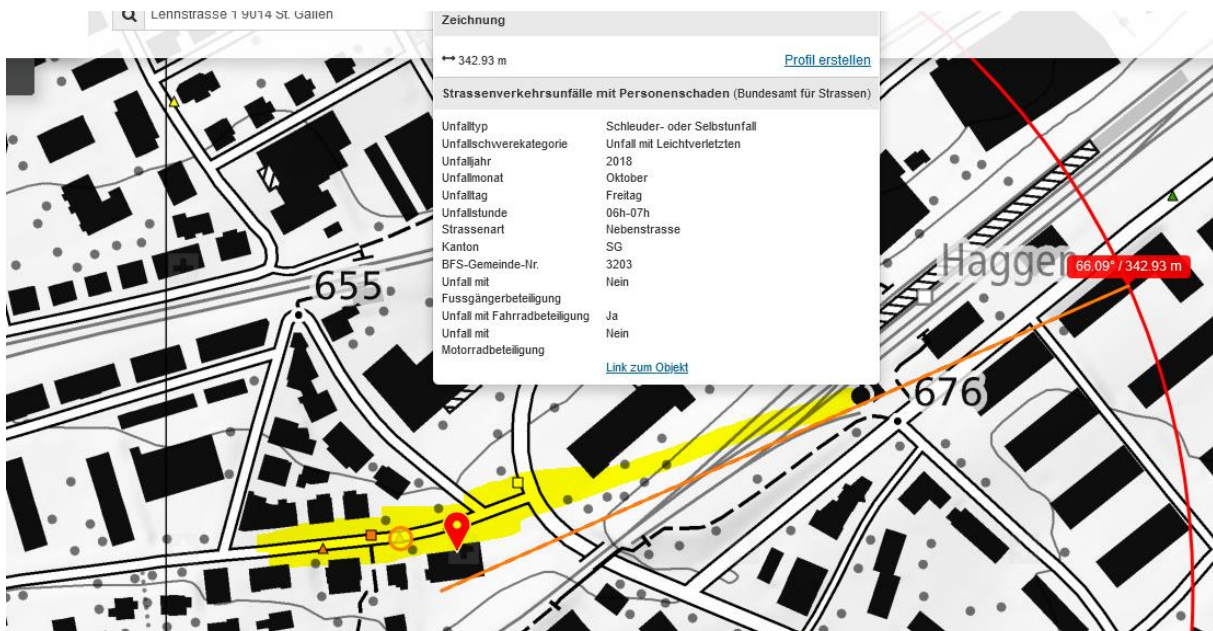 Lehnstrasse 1 9014 St. Gallen
Zeichnung
↔ 342.93 m Profil erstellen
Strassenverkehrsunfälle mit Personenschaden (Bundesamt für Strassen)
Unfalltyp Schleuder- oder Selbstunfall
Unfallschwerekategorie Unfall mit Leichtverletzten
Unfalljahr 2018
Unfallmonat Oktober
Unfalltag Freitag
Unfallstunde 06h-07h
Strassenart Nebenstrasse
Kanton SG
BFS-Gemeinde-Nr. 3203
Unfall mit Nein
Fussgängerbeteiligung
Unfall mit Fahrradbeteiligung Ja
Unfall mit Nein
Motorradbeteiligung
Link zum Objekt
655
Haggen
66.09° / 342.93 m
676